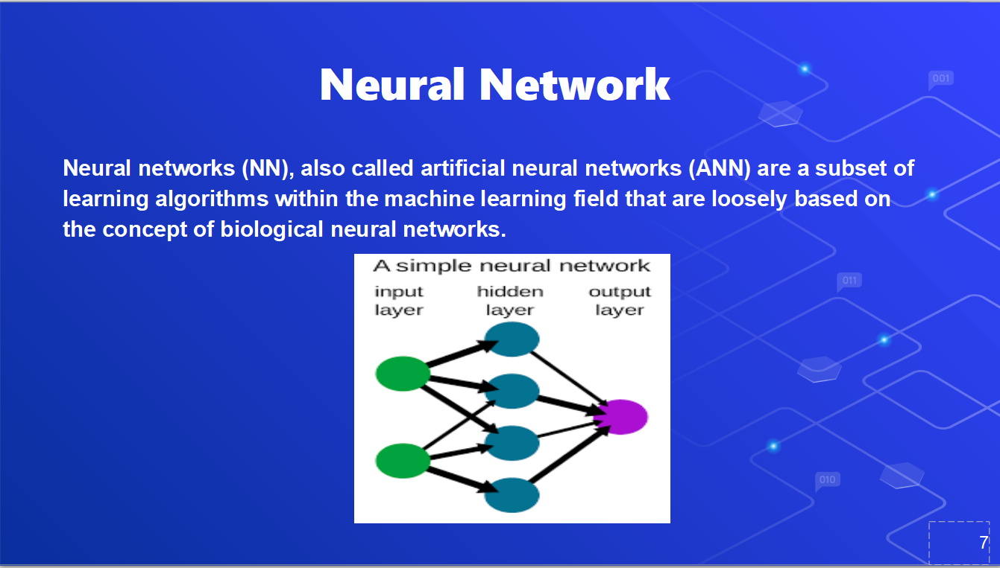 Neural Network
001
Neural networks (NN), also called artificial neural networks (ANN) are a subset of
learning algorithms within the machine learning field that are loosely based on
the concept of biological neural networks.
A simple neural network
input layer
hidden layer
output layer
011
010
7